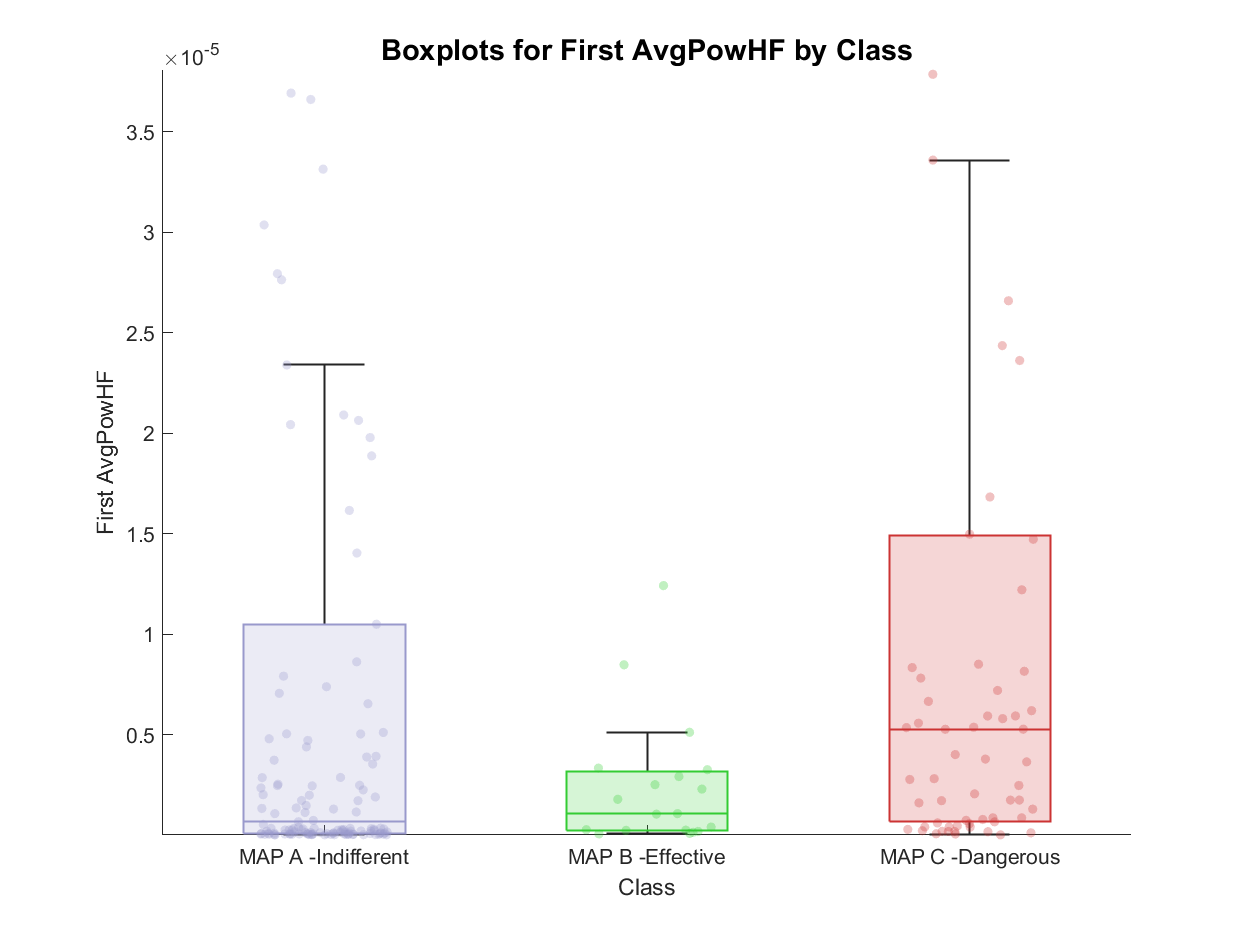 Boxplots for First AvgPowHF by Class
×10-5
3.5
3
2.5
2
1.5
1
0.5
First AvgPowHF
MAP A -Indifferent
MAP B -Effective
MAP C -Dangerous
Class